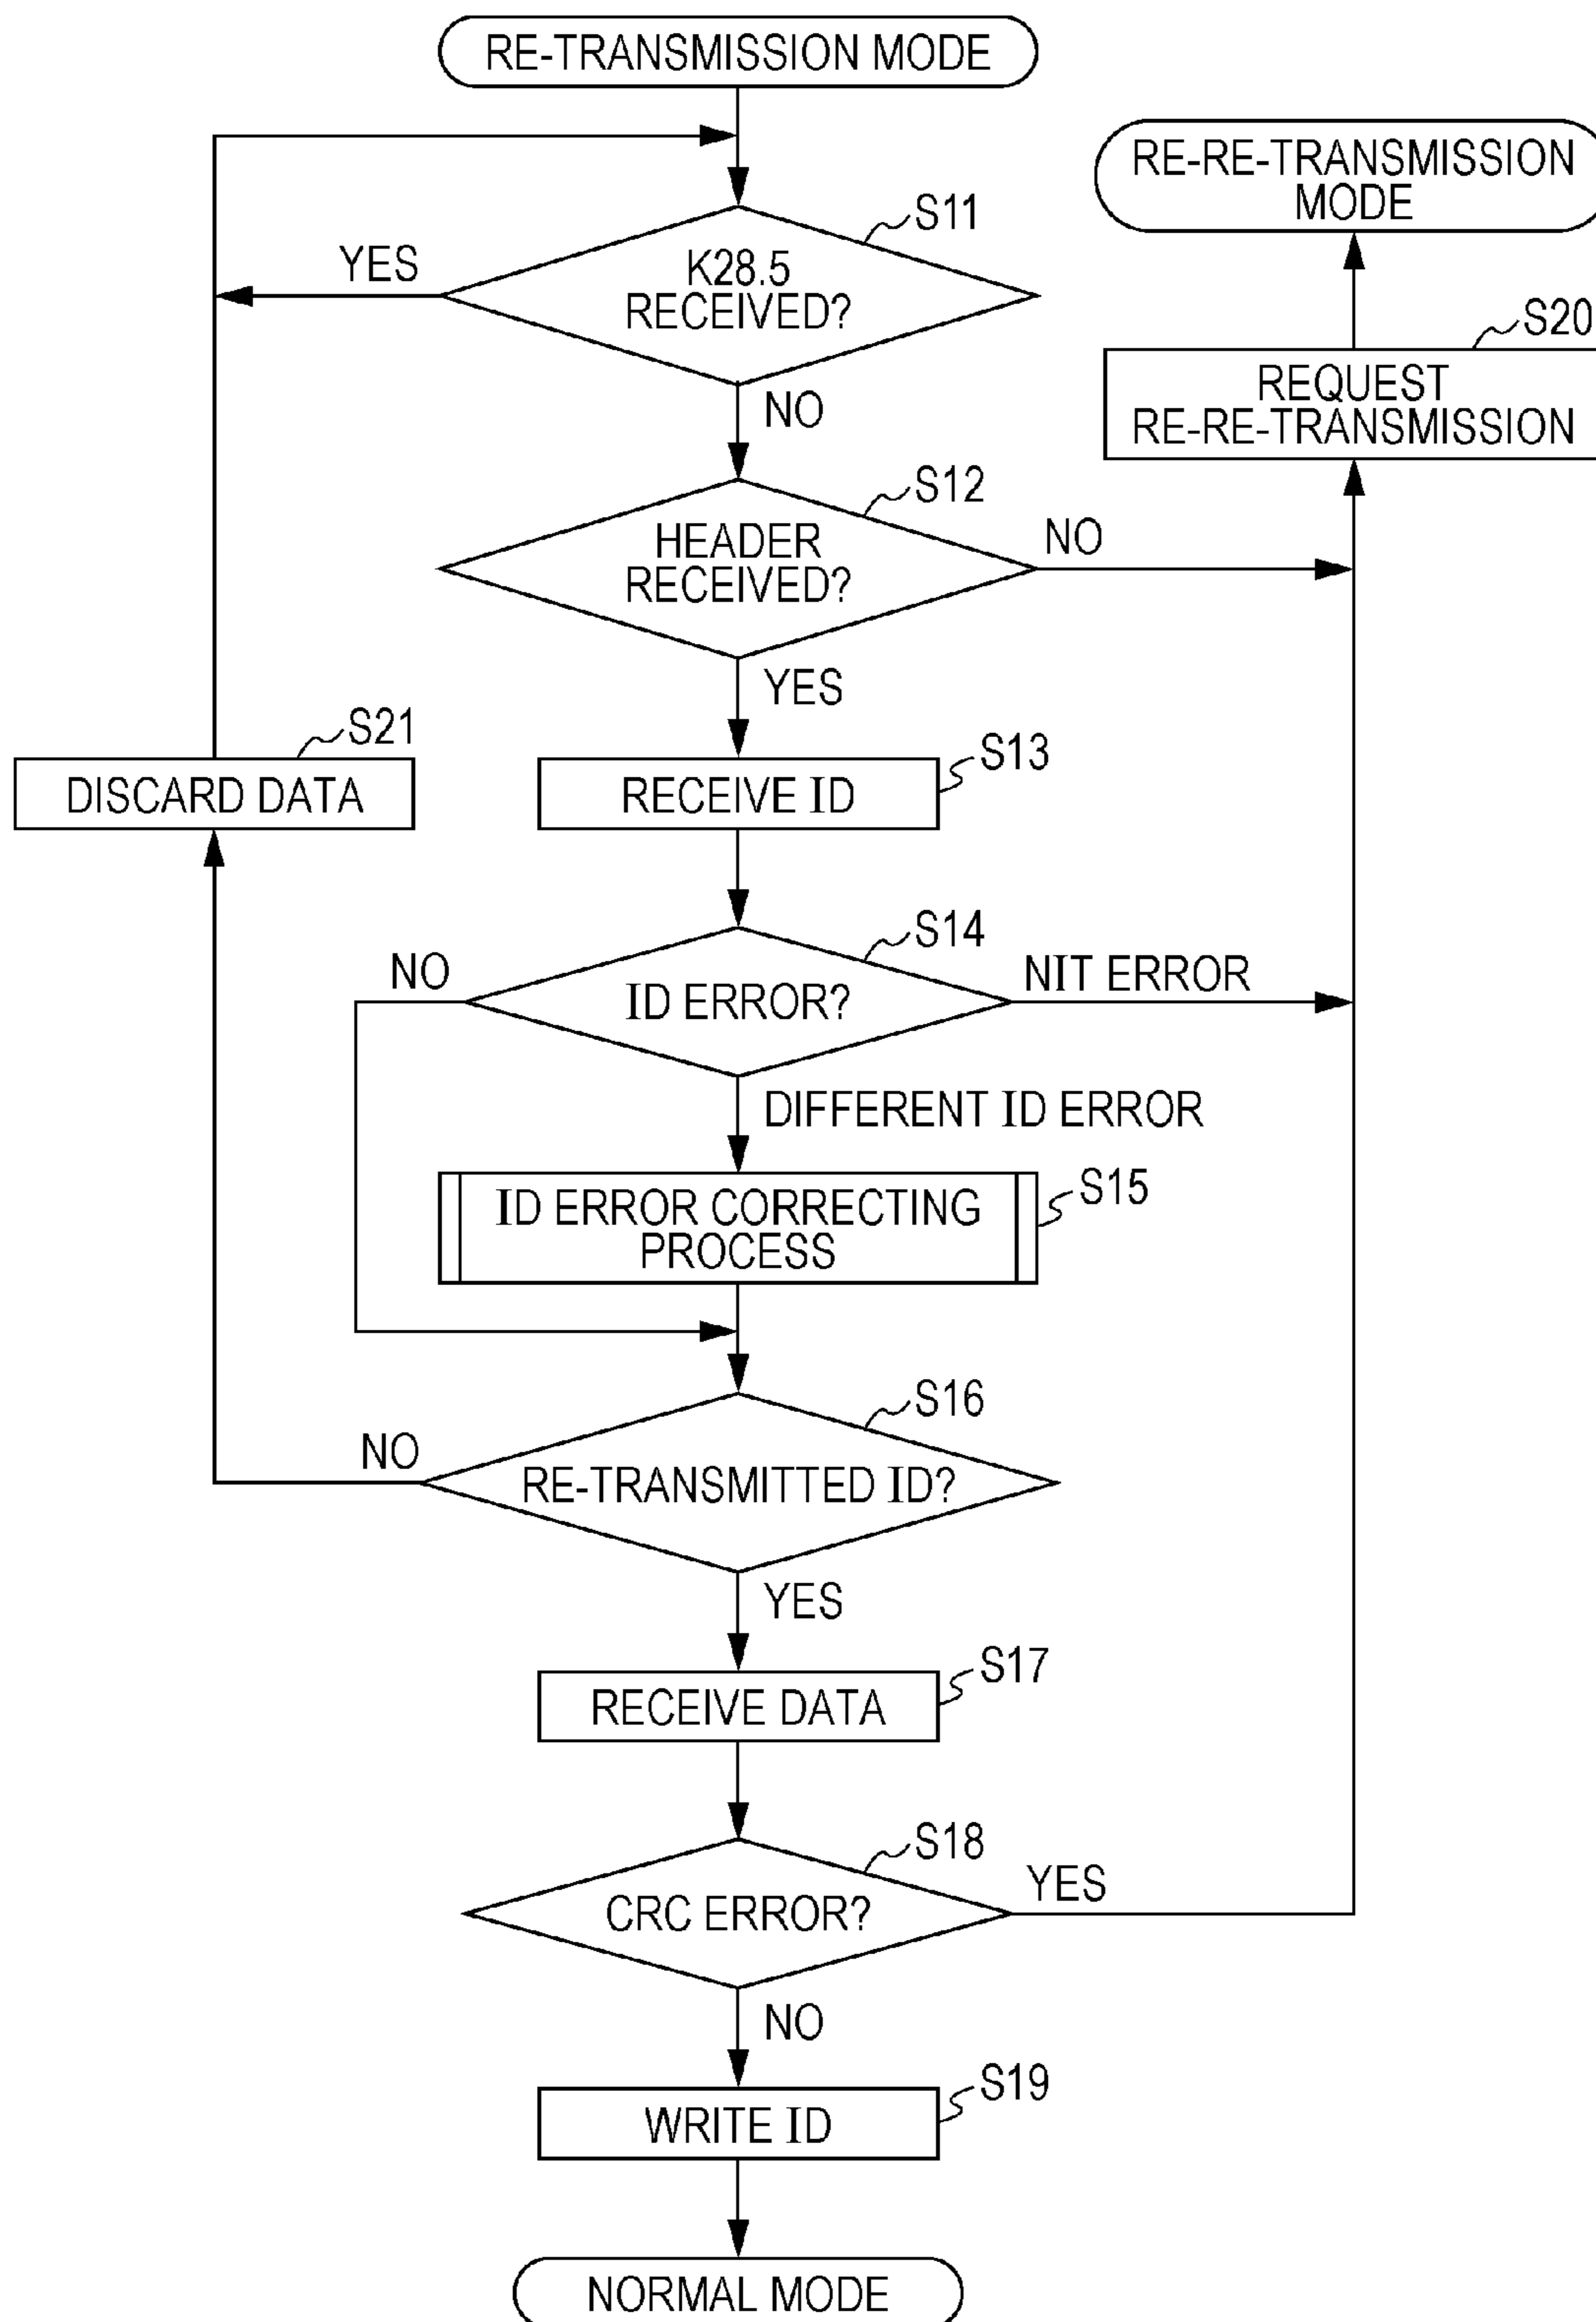 RE-TRANSMISSION MODE
RE-RE-TRANSMISSION
MODE
S11
YES
K28.5
RECEIVED?
S20
REQUEST
RE-RE-TRANSMISSION
NO
S12
HEADER
RECEIVED?
NO
YES
S21
DISCARD DATA
S13
RECEIVE ID
S14
NO
ID ERROR?
NIT ERROR
DIFFERENT ID ERROR
S15
ID ERROR CORRECTING
PROCESS
S16
NO
RE-TRANSMITTED ID?
YES
S17
RECEIVE DATA
S18
CRC ERROR?
YES
NO
S19
WRITE ID
NORMAL MODE